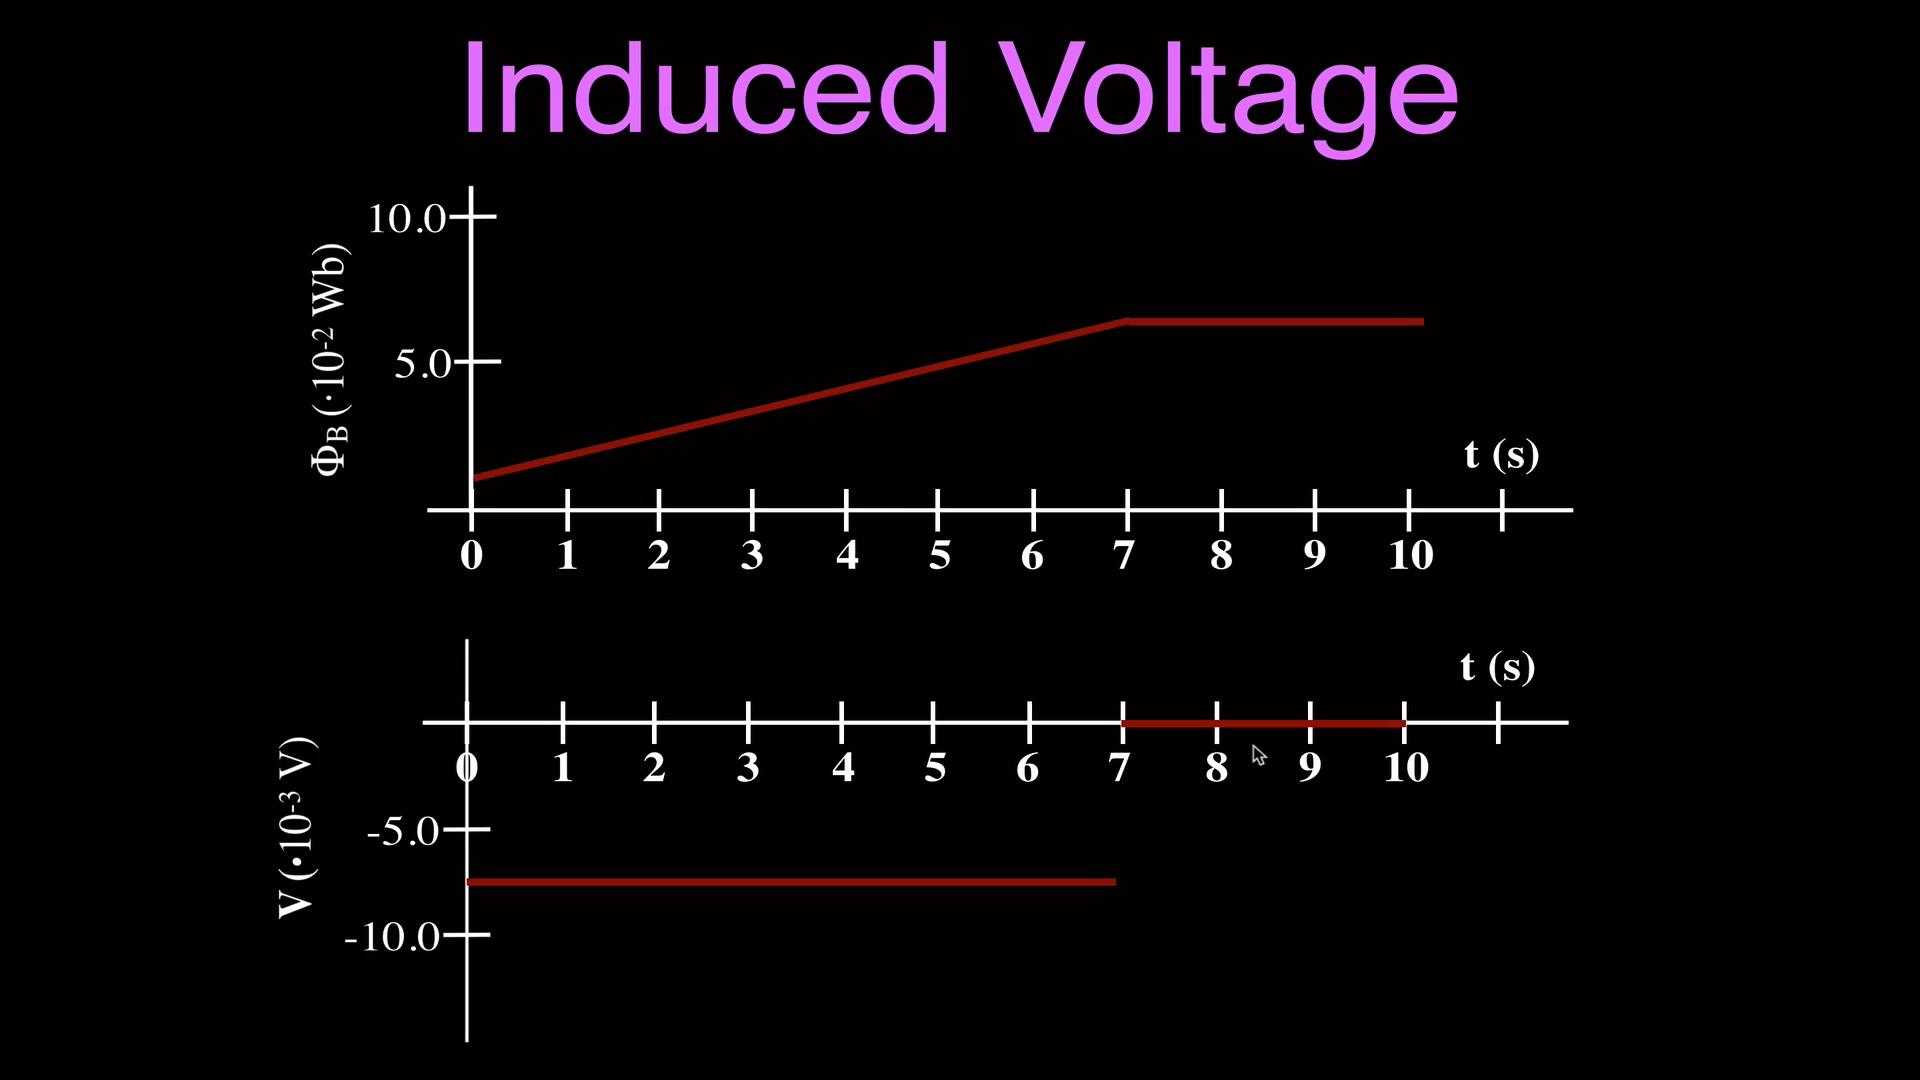 Induced Voltage
10.0
Φ_B (·10⁻² Wb)
5.0
t (s)
0 1 2 3 4 5 6 7 8 9 10
t (s)
0 1 2 3 4 5 6 7 8 9 10
V (•10⁻³ V)
-5.0
-10.0